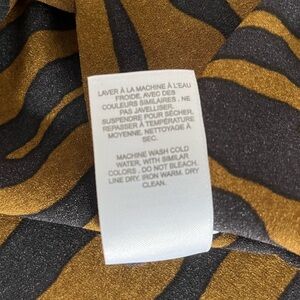 LAVER À LA MACHINE À L'EAU
FROIDE, AVEC DES
COULEURS SIMILAIRES . NE
PAS JAVELLISER.
SUSPENDRE POUR SÉCHER.
REPASSER À TEMPÉRATURE
MOYENNE. NETTOYAGE À
SEC.
MACHINE WASH COLD
WATER, WITH SIMILAR
COLORS . DO NOT BLEACH.
LINE DRY. IRON WARM. DRY
CLEAN.